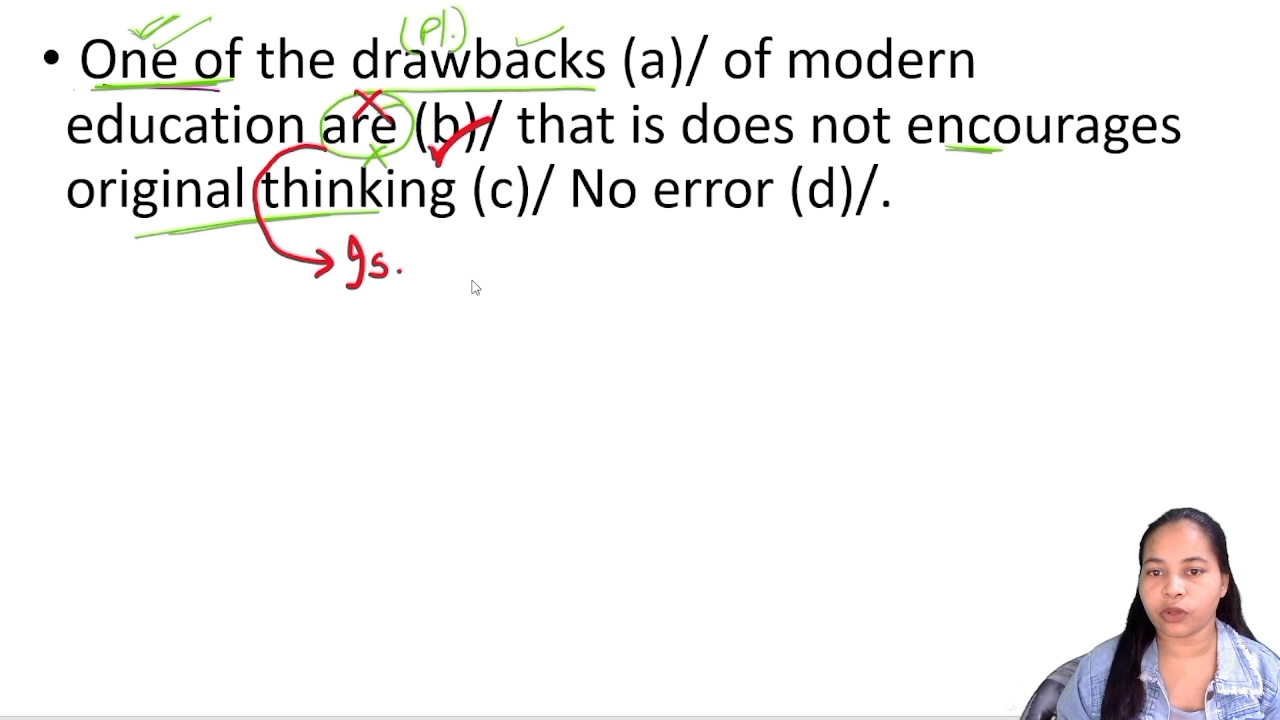 (Pl.)
• One of the drawbacks (a)/ of modern
education are (b)/ that is does not encourages
original thinking (c)/ No error (d)/.
Is.